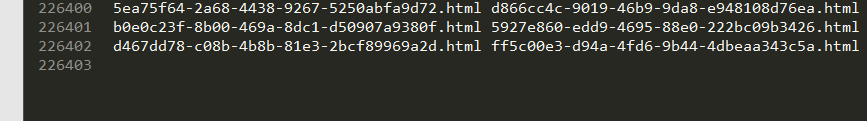 226400 5ea75f64-2a68-4438-9267-5250abfa9d72.html d866cc4c-9019-46b9-9da8-e948108d76ea.html
226401 b0e0c23f-8b00-469a-8dc1-d50907a9380f.html 5927e860-edd9-4695-88e0-222bc09b3426.html
226402 d467dd78-c08b-4b8b-81e3-2bcf89969a2d.html ff5c00e3-d94a-4fd6-9b44-4dbeaa343c5a.html
226403